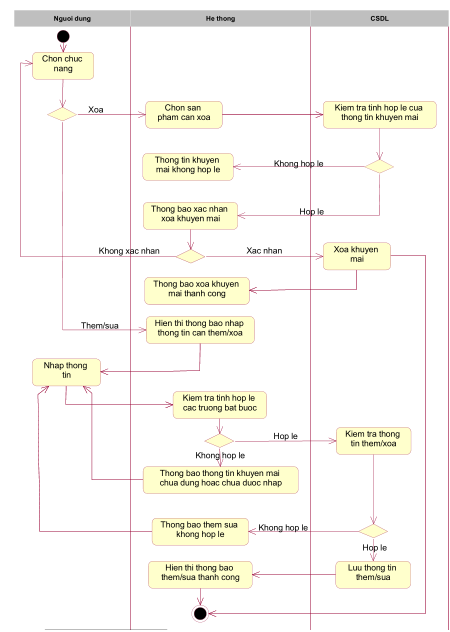 Nguoi dung
He thong
CSDL
Chon chuc
nang
Xoa
Chon san
pham can xoa
Kiem tra tinh hop le cua
thong tin khuyen mai
Thong tin khuyen
mai khong hop le
Khong hop le
Thong bao xac nhan
xoa khuyen mai
Hop le
Khong xac nhan
Xac nhan
Xoa khuyen
mai
Thong bao xoa khuyen
mai thanh cong
Them/sua
Hien thi thong bao nhap
thong tin can them/xoa
Nhap thong
tin
Kiem tra tinh hop le
cac truong bat buoc
Hop le
Kiem tra thong
tin them/xoa
Khong hop le
Thong bao thong tin khuyen mai
chua dung hoac chua duoc nhap
Thong bao them sua
khong hop le
Khong hop le
Hop le
Hien thi thong bao
them/sua thanh cong
Luu thong tin
them/sua